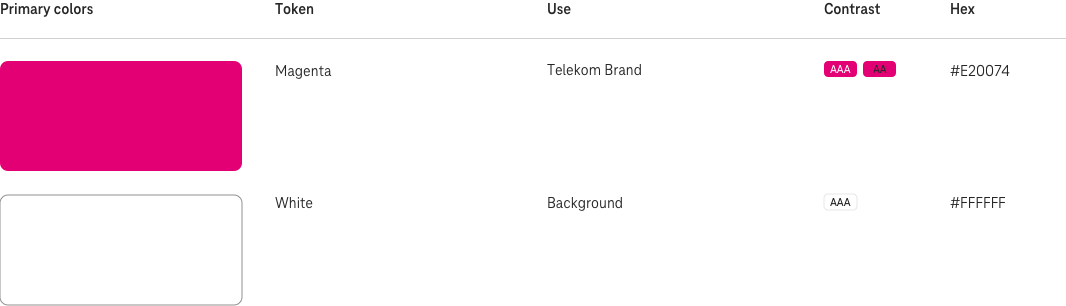 Primary colors Token Use Contrast Hex
Magenta Telekom Brand AAA AA #E20074
White Background AAA #FFFFFF